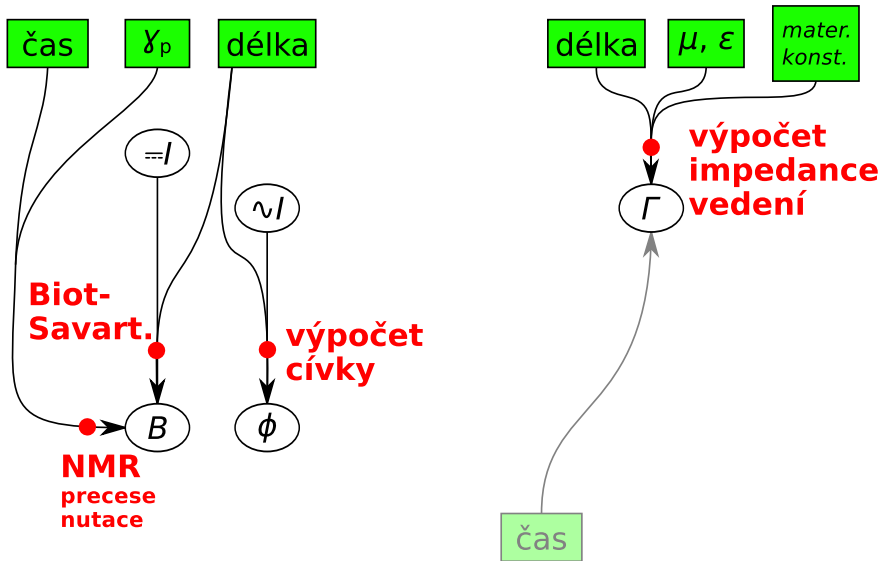 čas
γp
délka
délka
μ, ε
mater.
konst.
⎓I
∿I
výpočet
impedance
vedení
Γ
Biot-
Savart.
výpočet
cívky
B
ϕ
NMR
precese
nutace
čas